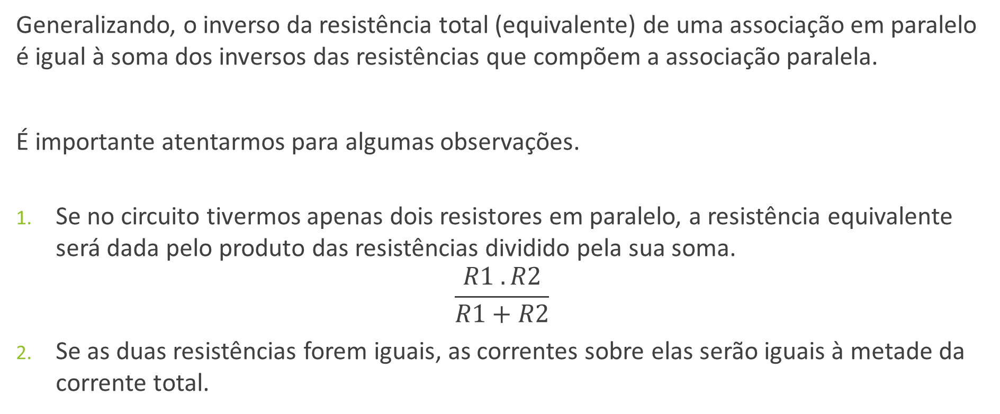 Generalizando, o inverso da resistência total (equivalente) de uma associação em paralelo
é igual à soma dos inversos das resistências que compõem a associação paralela.
É importante atentarmos para algumas observações.
1. Se no circuito tivermos apenas dois resistores em paralelo, a resistência equivalente
será dada pelo produto das resistências dividido pela sua soma.
R1 . R2
R1 + R2
2. Se as duas resistências forem iguais, as correntes sobre elas serão iguais à metade da
corrente total.